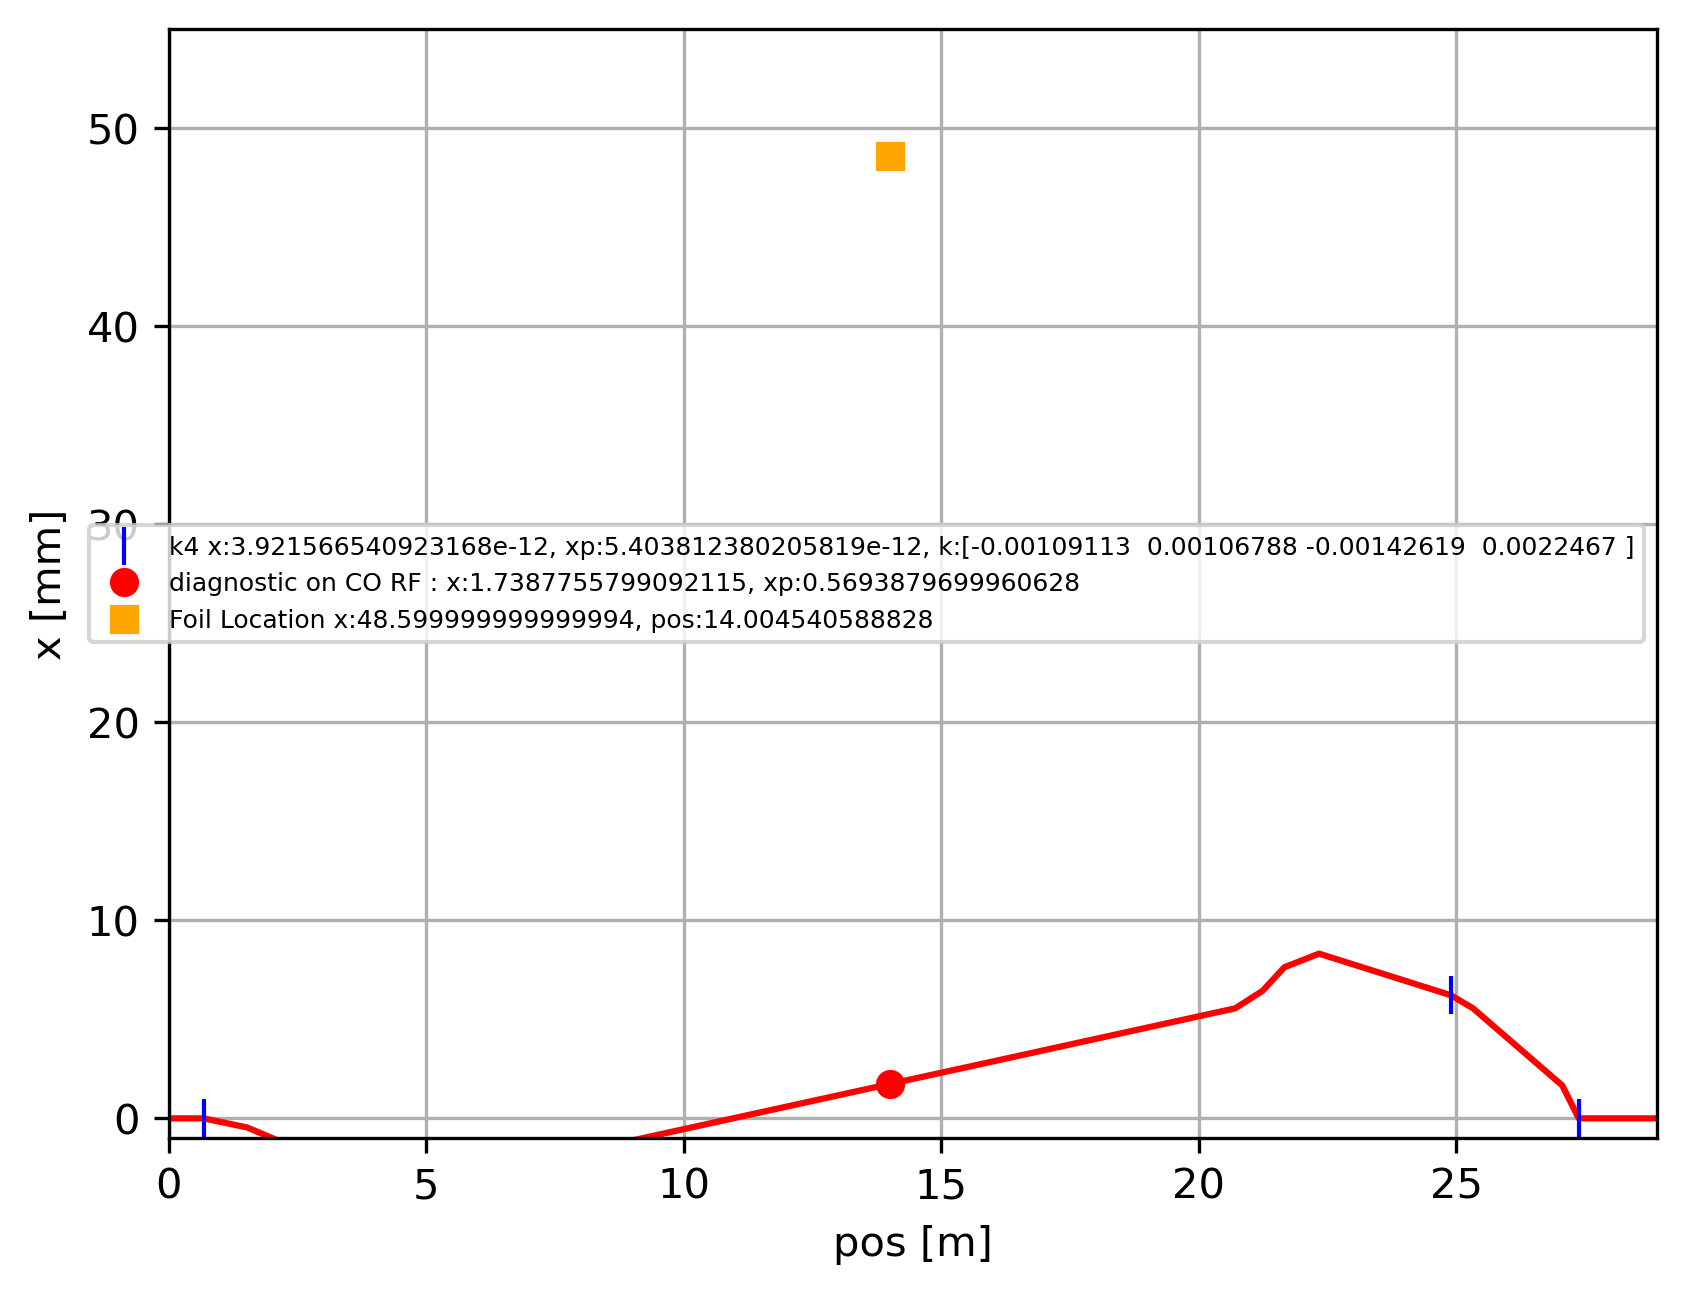 50
40
30
k4 x:3.921566540923168e-12, xp:5.403812380205819e-12, k:[-0.00109113  0.00106788 -0.00142619  0.0022467 ]
diagnostic on CO RF : x:1.7387755799092115, xp:0.5693879699960628
Foil Location x:48.599999999999994, pos:14.004540588828
x [mm]
20
10
0
0 5 10 15 20 25
pos [m]